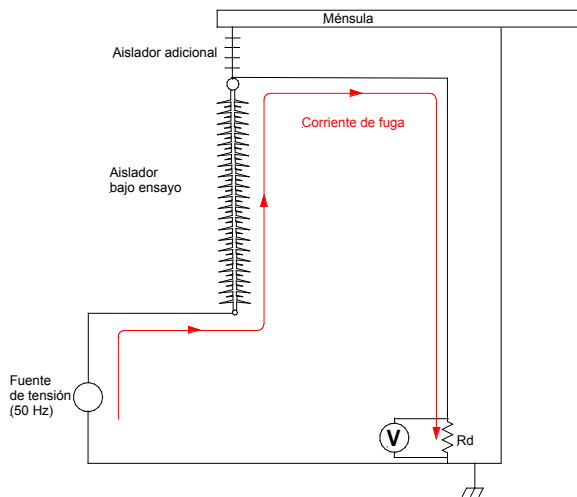 Ménsula
Aislador adicional
Corriente de fuga
Aislador
bajo ensayo
Fuente
de tensión
(50 Hz)
V
Rd